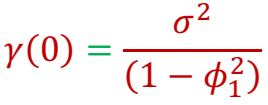 γ(0) = σ² / (1 − ϕ₁²)